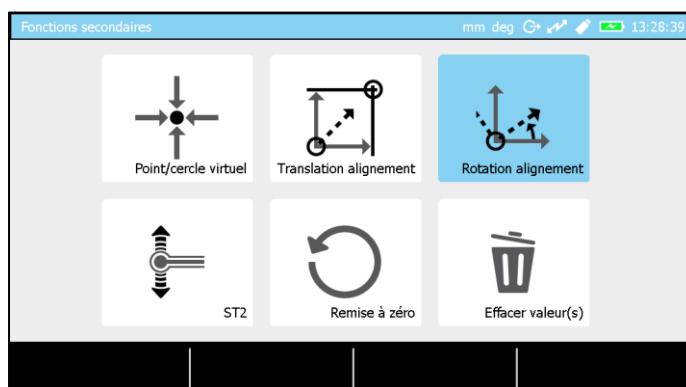 Fonctions secondaires mm deg 13:28:39
Point/cercle virtuel Translation alignement Rotation alignement
ST2 Remise à zéro Effacer valeur(s)